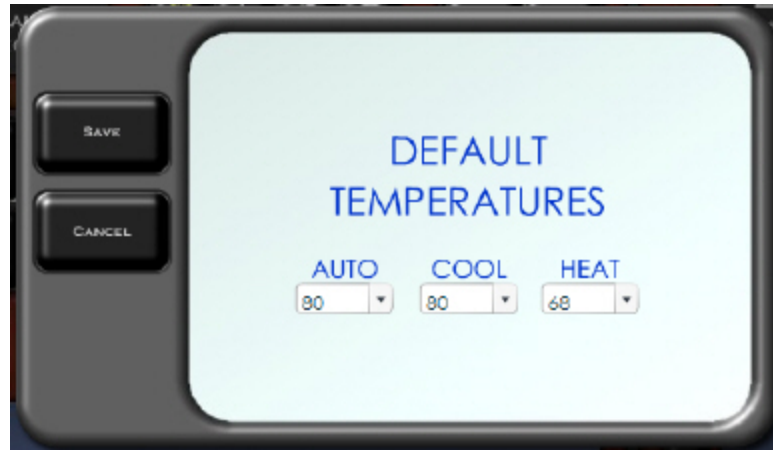 SAVE
CANCEL
DEFAULT
TEMPERATURES
AUTO COOL HEAT
80 80 68